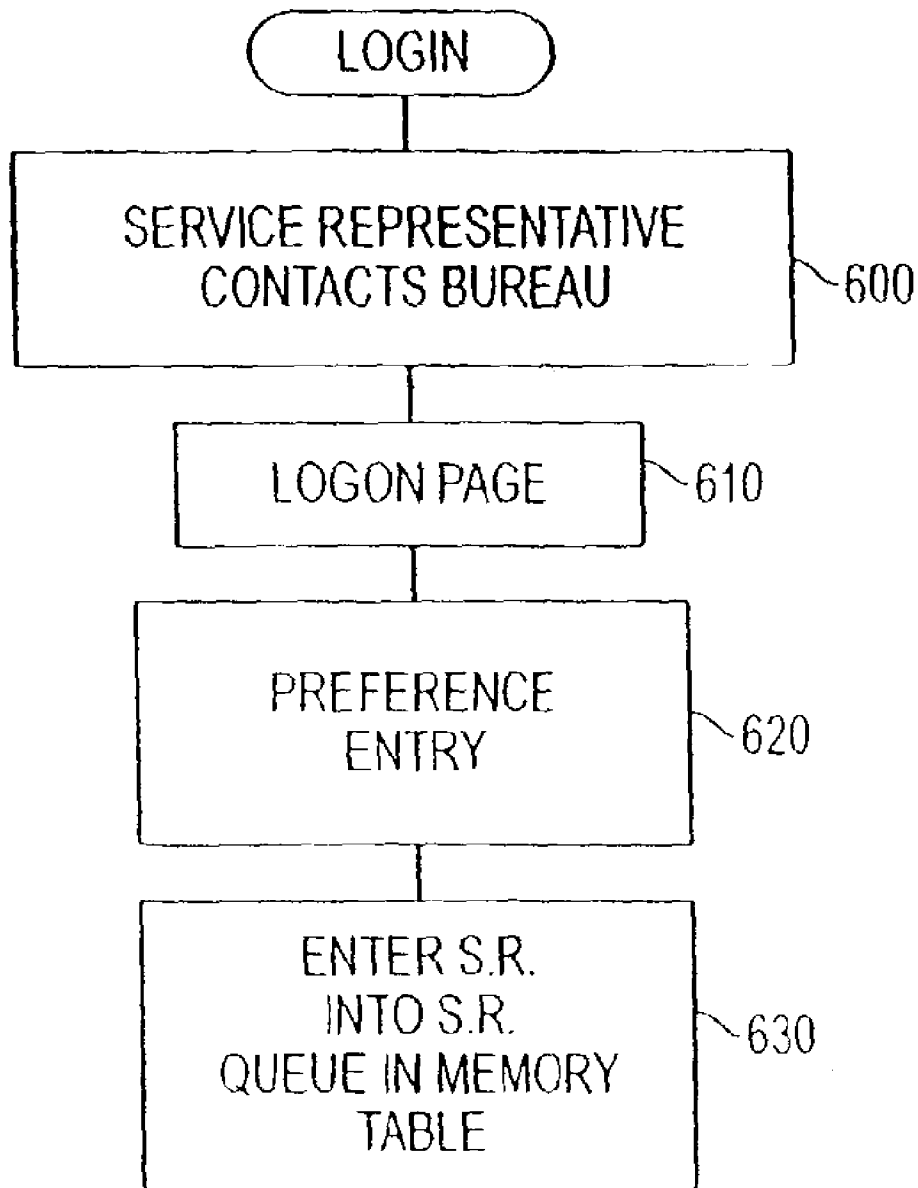 LOGIN
SERVICE REPRESENTATIVE
CONTACTS BUREAU
600
LOGON PAGE
610
PREFERENCE
ENTRY
620
ENTER S.R.
INTO S.R.
QUEUE IN MEMORY
TABLE
630